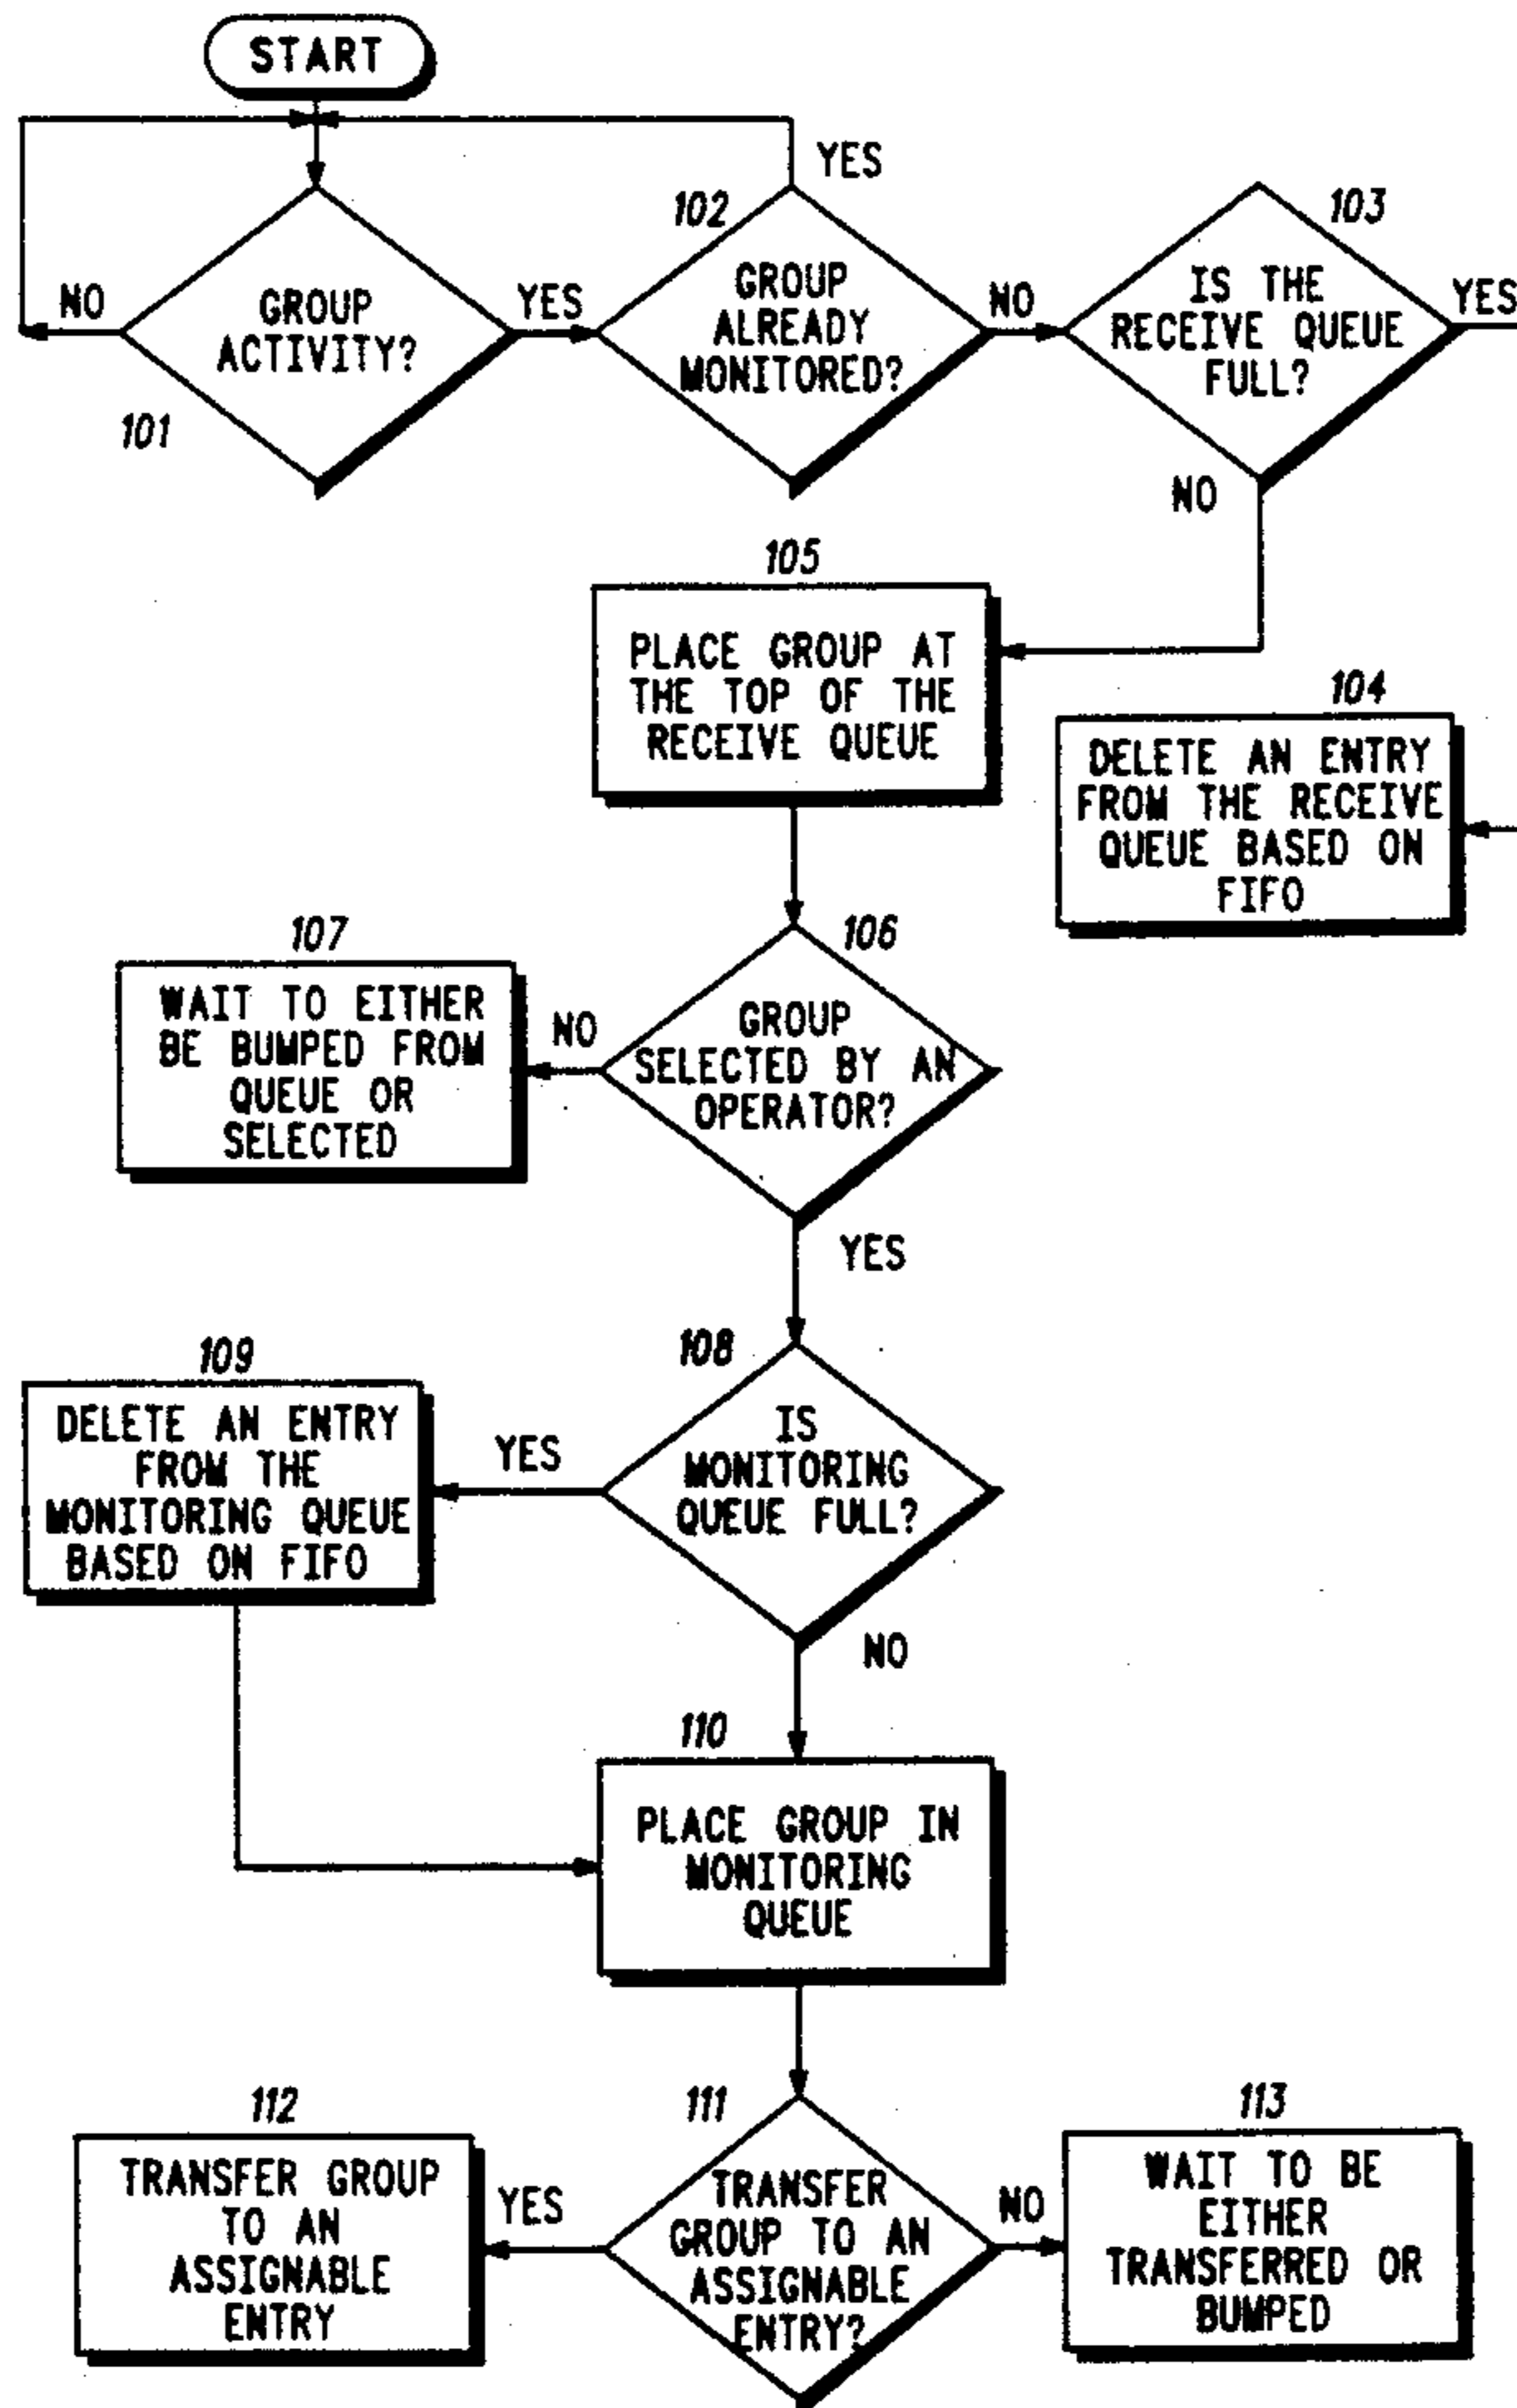 START
YES
102
103
NO
GROUP
ACTIVITY?
YES
GROUP
ALREADY
MONITORED?
NO
IS THE
RECEIVE QUEUE
FULL?
YES
101
NO
105
PLACE GROUP AT
THE TOP OF THE
RECEIVE QUEUE
104
DELETE AN ENTRY
FROM THE RECEIVE
QUEUE BASED ON
FIFO
107
WAIT TO EITHER
BE BUMPED FROM
QUEUE OR
SELECTED
NO
106
GROUP
SELECTED BY AN
OPERATOR?
YES
109
DELETE AN ENTRY
FROM THE
MONITORING QUEUE
BASED ON FIFO
YES
108
IS
MONITORING
QUEUE FULL?
NO
110
PLACE GROUP IN
MONITORING
QUEUE
112
TRANSFER GROUP
TO AN
ASSIGNABLE
ENTRY
YES
111
TRANSFER
GROUP TO AN
ASSIGNABLE
ENTRY?
NO
113
WAIT TO BE
EITHER
TRANSFERRED OR
BUMPED